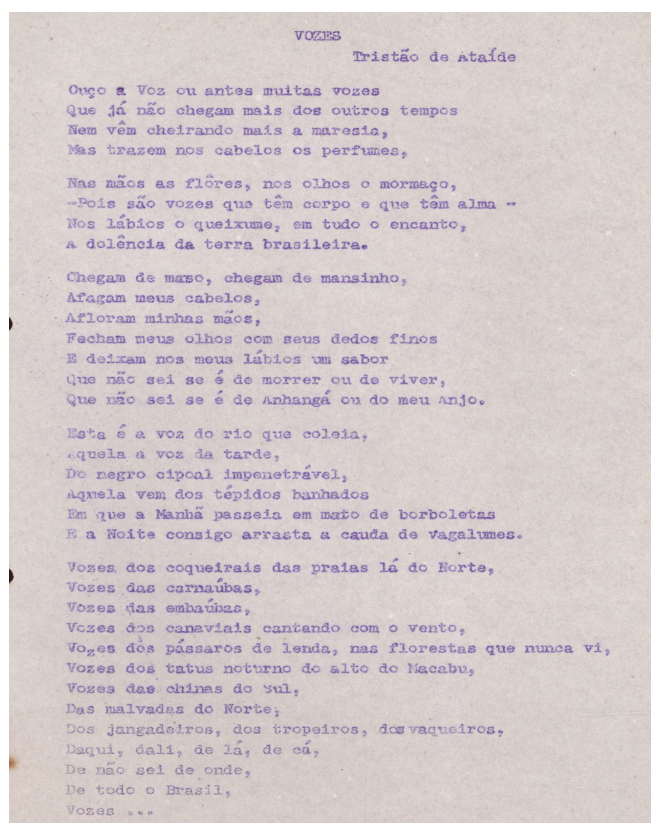 VOZES
Tristão de Ataíde
Ouço a Voz ou antes muitas vozes
Que já não chegam mais dos outros tempos
Nem vêm cheirando mais a maresia,
Mas trazem nos cabelos os perfumes,
Nas mãos as flôres, nos olhos o mormaço,
-Pois são vozes que têm corpo e que têm alma -
Nos lábios o queixume, em tudo o encanto,
A dolência da terra brasileira.
Chegam de manso, chegam de mansinho,
Afagam meus cabelos,
Afloram minhas mãos,
Fecham meus olhos com seus dedos finos
E deixam nos meus lábios um sabor
Que não sei se é de morrer ou de viver,
Que não sei se é de Anhangá ou do meu Anjo.
Esta é a voz do rio que coleia,
Aquela a voz da tarde,
Do negro cipoal impenetrável,
Aquela vem dos tépidos banhados
Em que a Manhã passeia em mato de borboletas
E a Noite consigo arrasta a cauda de vagalumes.
Vozes dos coqueirais das praias lá do Norte,
Vozes das carnaúbas,
Vozes das embaúbas,
Vozes dos canaviais cantando com o vento,
Vozes dos pássaros de lenda, nas florestas que nunca vi,
Vozes dos tatus noturno do alto do Macabu,
Vozes das chinas do Sul,
Das malvadas do Norte,
Dos jangadeiros, dos tropeiros, dos vaqueiros,
Daqui, dali, de lá, de cá,
De não sei de onde,
De todo o Brasil,
Vozes ...